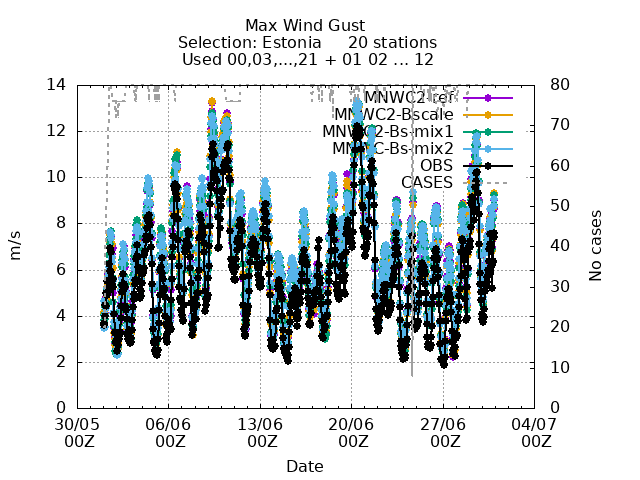 Max Wind Gust
Selection: Estonia 20 stations
Used 00,03,...,21 + 01 02 ... 12
14 80
MNWC2-ref
MNWC2-Bscale
12 70
MNWC2-Bs-mix1
MNWC-Bs-mix2
OBS
60
10 CASES
8 50
m/s
No cases
40
6 30
4 20
2 10
0 0
30/05 06/06 13/06 20/06 27/06 04/07
00Z 00Z 00Z 00Z 00Z 00Z
Date